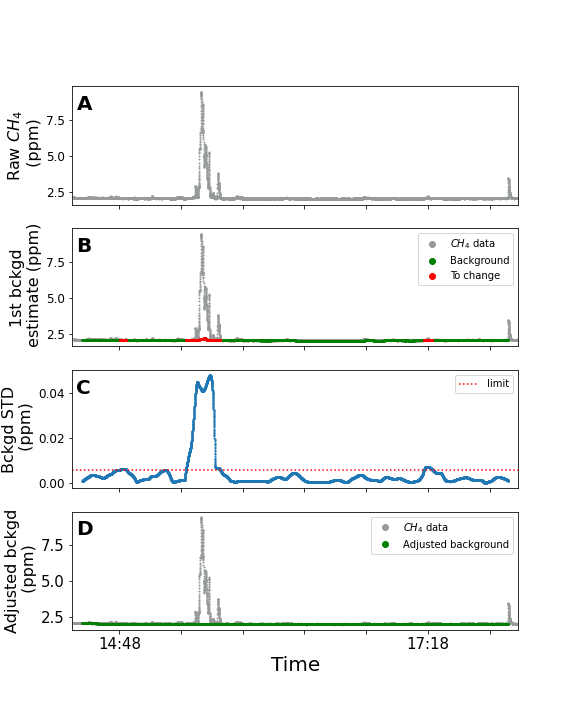 A
Raw CH4
(ppm)
7.5
5.0
2.5
B
1st bckgd
estimate (ppm)
7.5
5.0
2.5
CH4 data
Background
To change
C
Bckgd STD
(ppm)
0.04
0.02
0.00
limit
D
Adjusted bckgd
(ppm)
7.5
5.0
2.5
CH4 data
Adjusted background
14:48
17:18
Time